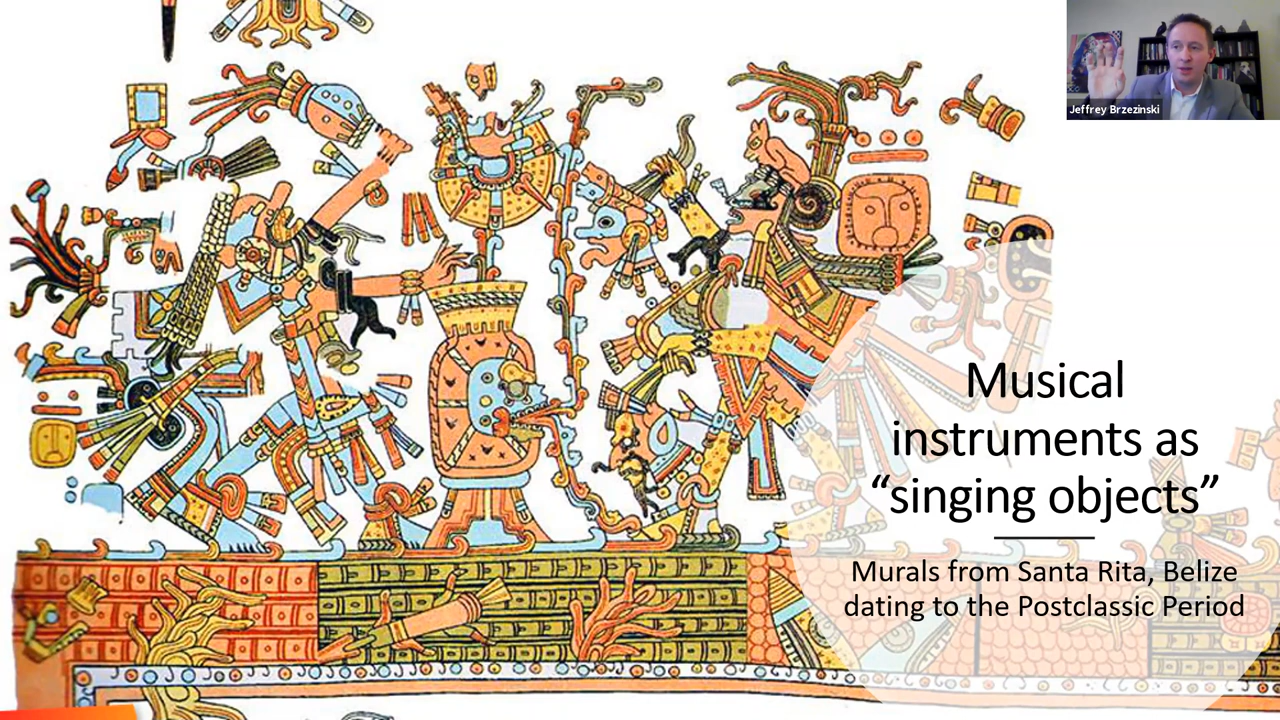 Jeffrey Brzezinski
Musical
instruments as
“singing objects”
Murals from Santa Rita, Belize
dating to the Postclassic Period